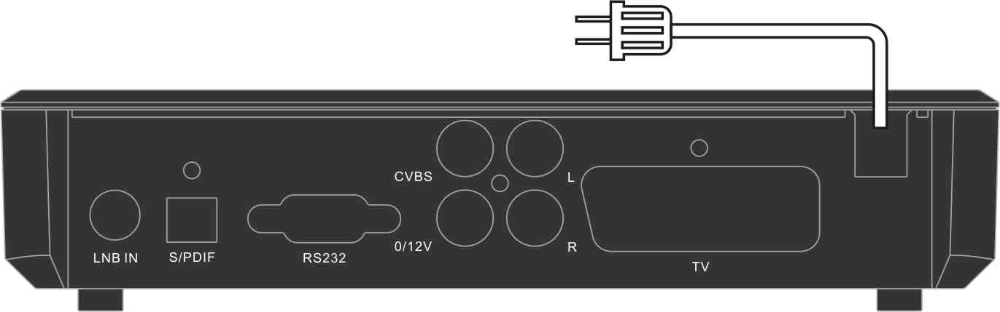 CVBS
L
0/12V
R
LNB IN
S/PDIF
RS232
TV